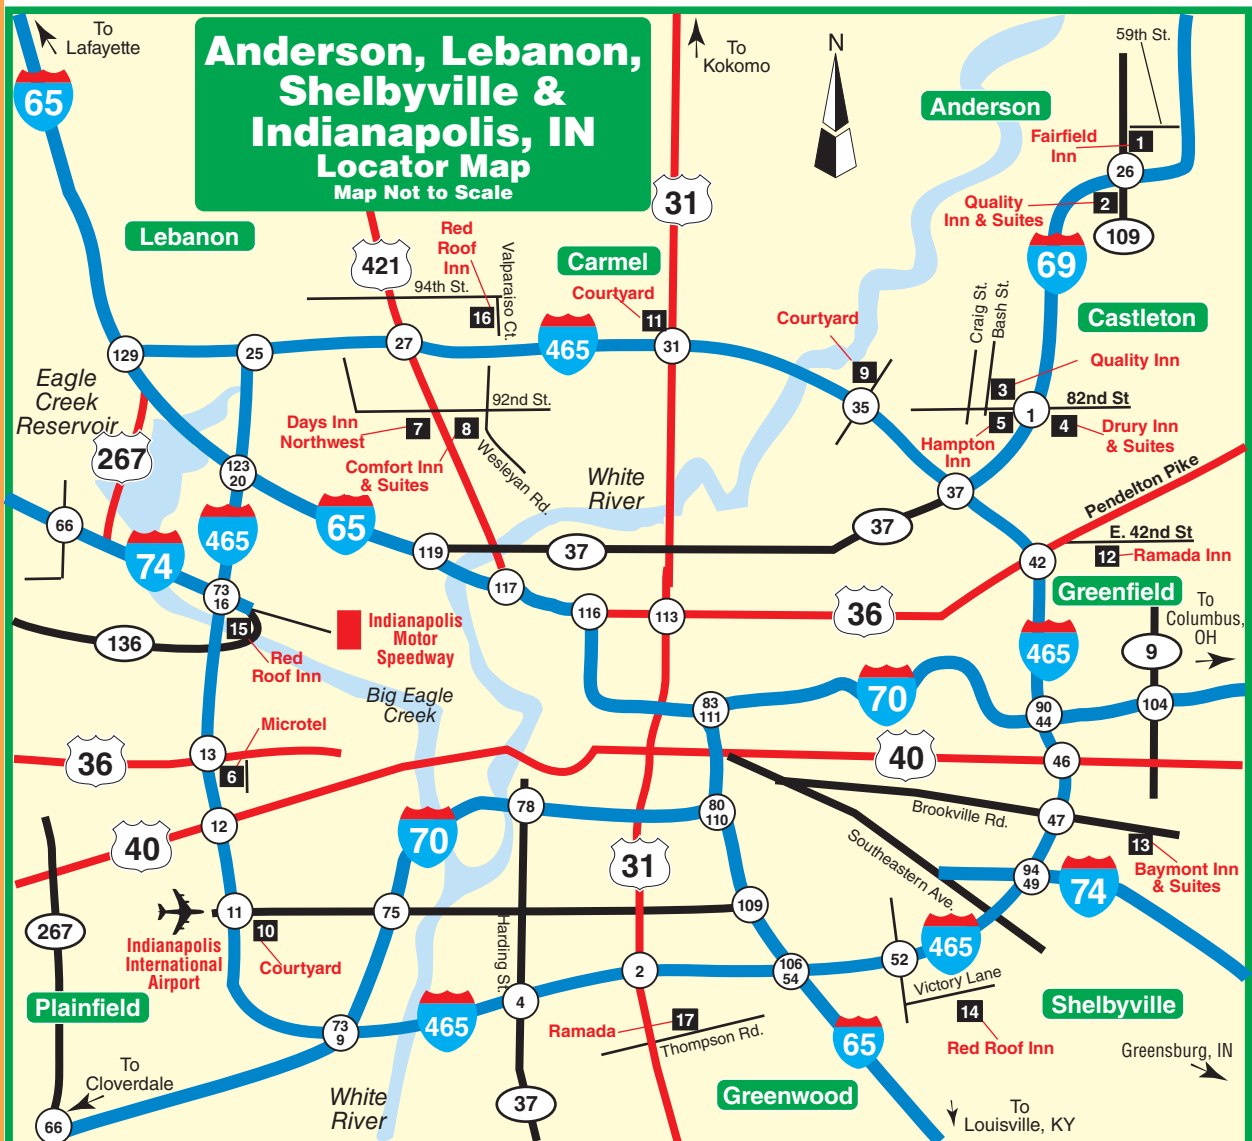 To
Lafayette
Anderson, Lebanon,
Shelbyville &
Indianapolis, IN
Locator Map
Map Not to Scale
To
Kokomo
N
59th St.
Anderson
Fairfield
Inn
1
26
Quality
Inn & Suites
2
109
65
31
Lebanon
421
Red
Roof
Inn
Valparaiso Ct.
94th St.
16
Carmel
Courtyard
11
69
Craig St.
Bash St.
Castleton
Courtyard
9
35
Quality Inn
3
82nd St
1
5
4
Drury Inn
& Suites
Hampton
Inn
129
25
27
465
31
Eagle
Creek
Reservoir
267
92nd St.
Days Inn
Northwest
7
8
Comfort Inn
& Suites
Wesleyan Rd.
White
River
37
Pendelton Pike
123
20
66
74
465
65
119
37
37
E. 42nd St
42
12
Ramada Inn
117
73
16
116
113
36
Greenfield
To
Columbus,
OH
136
15
Indianapolis
Motor
Speedway
Red
Roof Inn
465
9
Big Eagle
Creek
70
83
111
90
44
104
Microtel
36
13
6
40
46
12
40
70
78
80
110
Brookville Rd.
47
13
Baymont Inn
& Suites
Southeastern Ave.
31
94
49
74
267
11
75
109
10
Indianapolis
International
Airport
Courtyard
Harding St.
465
2
106
54
52
Victory Lane
14
Red Roof Inn
Plainfield
73
9
465
4
Ramada
17
Thompson Rd.
65
Shelbyville
Greensburg, IN
To
Cloverdale
66
White
River
37
Greenwood
To
Louisville, KY